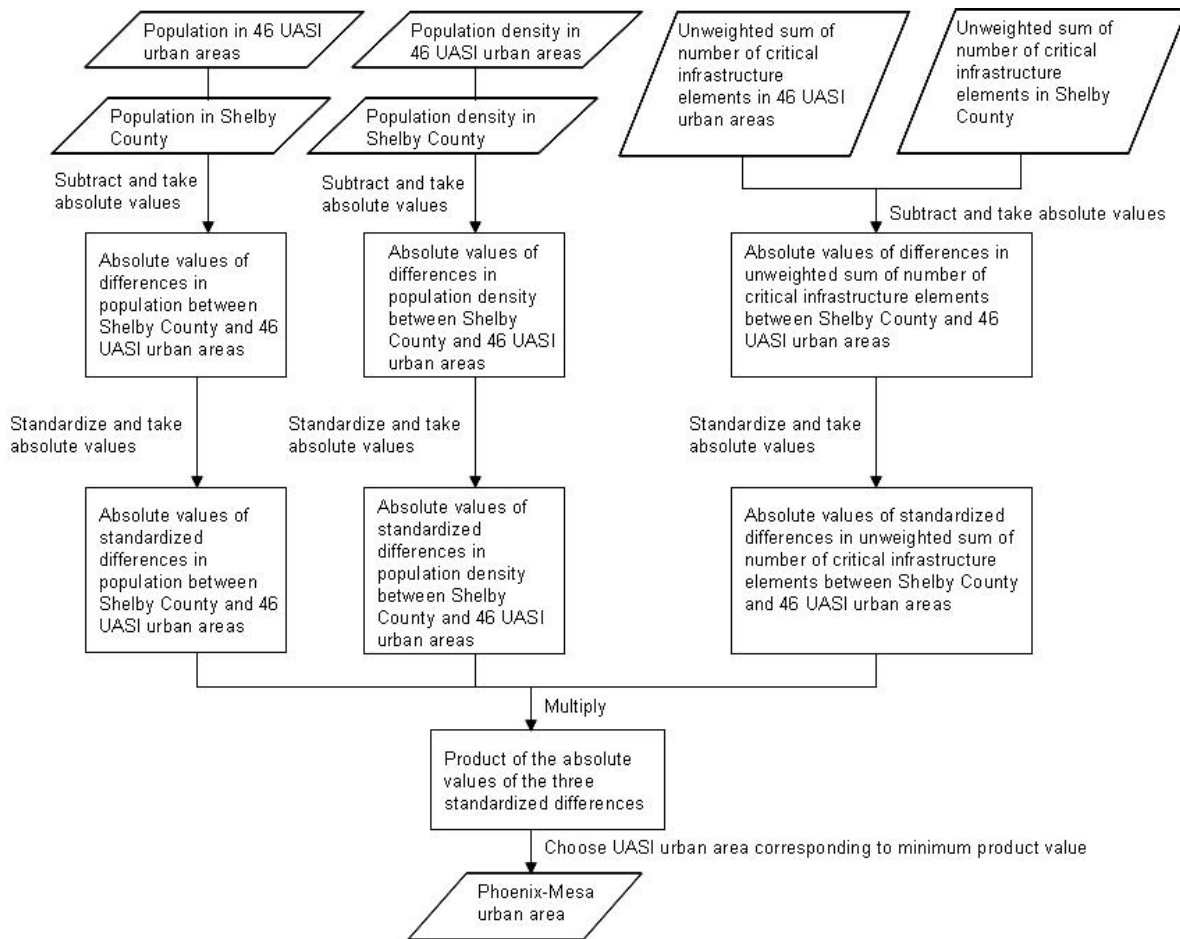 Population in 46 UASI
urban areas
Population density in
46 UASI urban areas
Unweighted sum of
number of critical
infrastructure
elements in 46 UASI
urban areas
Unweighted sum of
number of critical
infrastructure
elements in Shelby
County
Population in Shelby
County
Population density in
Shelby County
Subtract and take
absolute values
Subtract and take
absolute values
Subtract and take absolute values
Absolute values of
differences in
population between
Shelby County and 46
UASI urban areas
Absolute values of
differences in
population density
between Shelby
County and 46 UASI
urban areas
Absolute values of differences in
unweighted sum of number of
critical infrastructure elements
between Shelby County and 46
UASI urban areas
Standardize and take
absolute values
Standardize and take
absolute values
Standardize and take
absolute values
Absolute values of
standardized
differences in
population between
Shelby County and 46
UASI urban areas
Absolute values of
standardized
differences in
population density
between Shelby
County and 46 UASI
urban areas
Absolute values of standardized
differences in unweighted sum of
number of critical infrastructure
elements between Shelby County
and 46 UASI urban areas
Multiply
Product of the absolute
values of the three
standardized differences
Choose UASI urban area corresponding to minimum product value
Phoenix-Mesa
urban area